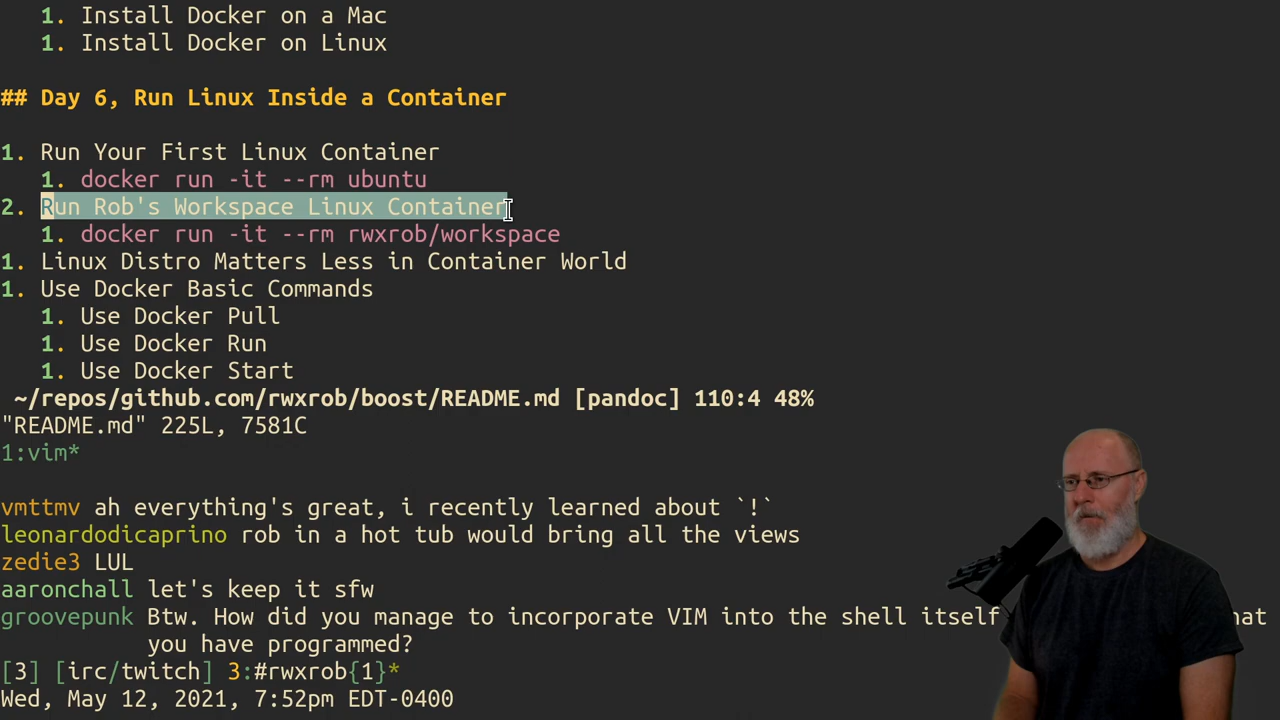 1. Install Docker on a Mac
1. Install Docker on Linux
## Day 6, Run Linux Inside a Container
1. Run Your First Linux Container
1. docker run -it --rm ubuntu
2. Run Rob's Workspace Linux Container
1. docker run -it --rm rwxrob/workspace
1. Linux Distro Matters Less in Container World
1. Use Docker Basic Commands
1. Use Docker Pull
1. Use Docker Run
1. Use Docker Start
~/repos/github.com/rwxrob/boost/README.md [pandoc] 110:4 48%
"README.md" 225L, 7581C
1:vim*
vmttmv ah everything's great, i recently learned about `!`
leonardodicaprino rob in a hot tub would bring all the views
zedie3 LUL
aaronchall let's keep it sfw
groovepunk Btw. How did you manage to incorporate VIM into the shell itself
you have programmed?
[3] [irc/twitch] 3:#rwxrob{1}*
Wed, May 12, 2021, 7:52pm EDT-0400